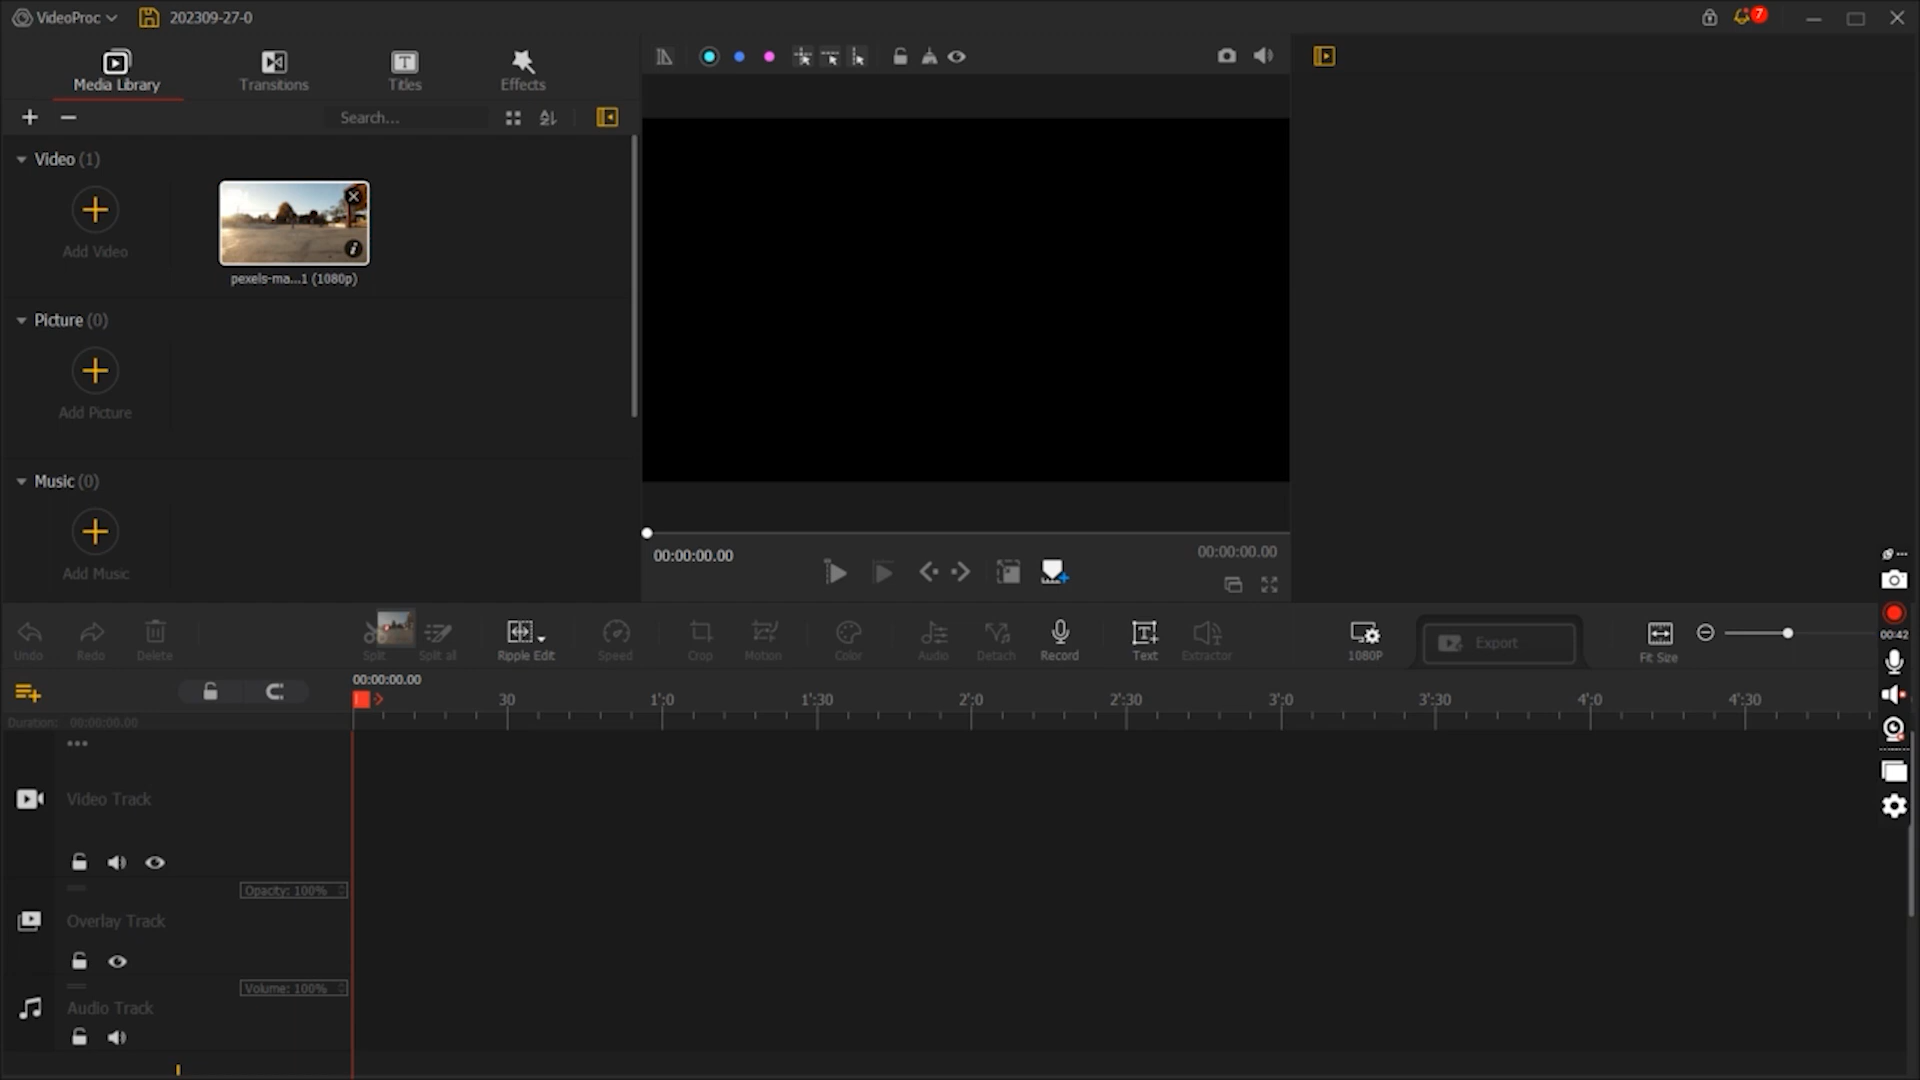 VideoProc
202309-27-0
7
Media Library
Transitions
Titles
Effects
Search...
Video (1)
Add Video
pexels-ma...1 (1080p)
Picture (0)
Add Picture
Music (0)
Add Music
00:00:00.00
00:00:00.00
Undo
Redo
Delete
Split
Split all
Ripple Edit
Speed
Crop
Motion
Color
Audio
Detach
Record
Text
Extractor
1080P
Export
Fit Size
00:42
00:00:00.00
30
1':0
1':30
2':0
2':30
3':0
3':30
4':0
4':30
Duration: 00:00:00.00
Video Track
Opacity: 100%
Overlay Track
Volume: 100%
Audio Track